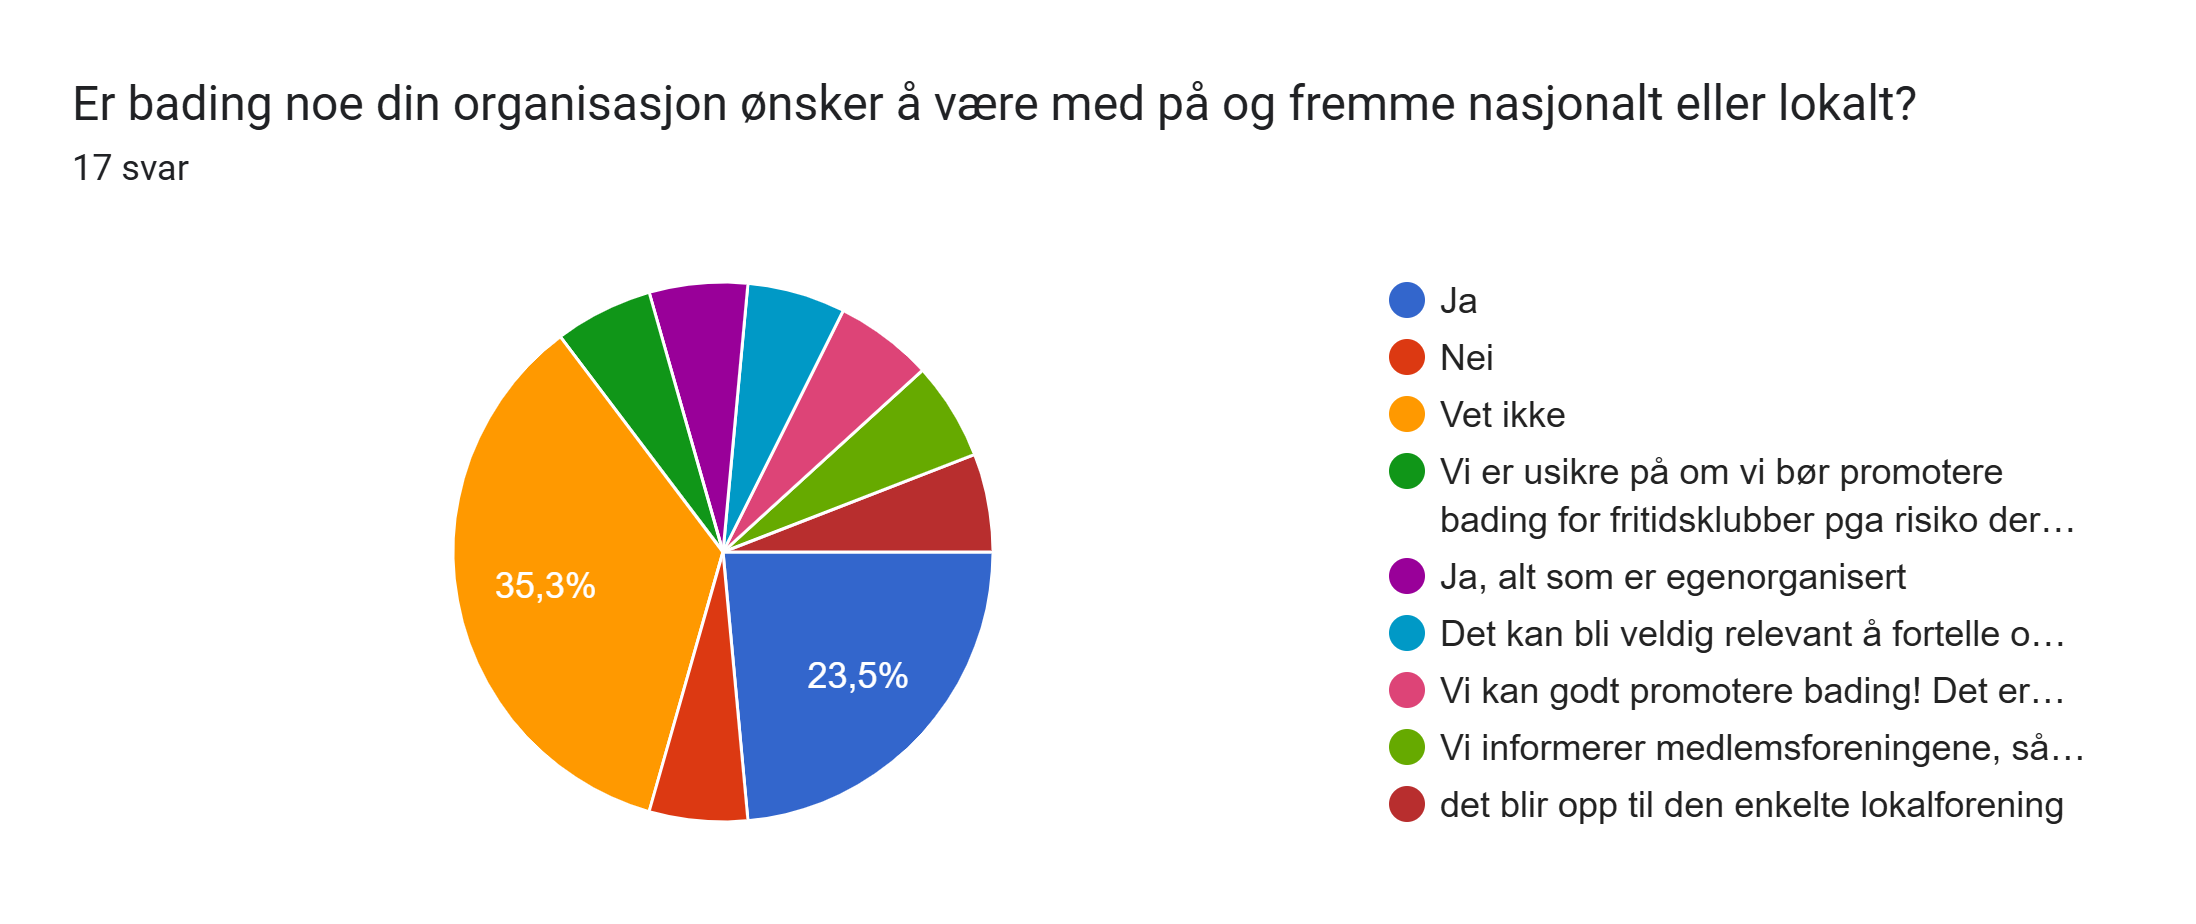 Er bading noe din organisasjon ønsker å være med på og fremme nasjonalt eller lokalt?
17 svar
35,3%
23,5%
Ja
Nei
Vet ikke
Vi er usikre på om vi bør promotere
bading for fritidsklubber pga risiko der…
Ja, alt som er egenorganisert
Det kan bli veldig relevant å fortelle o…
Vi kan godt promotere bading! Det er…
Vi informerer medlemsforeningene, så…
det blir opp til den enkelte lokalforening